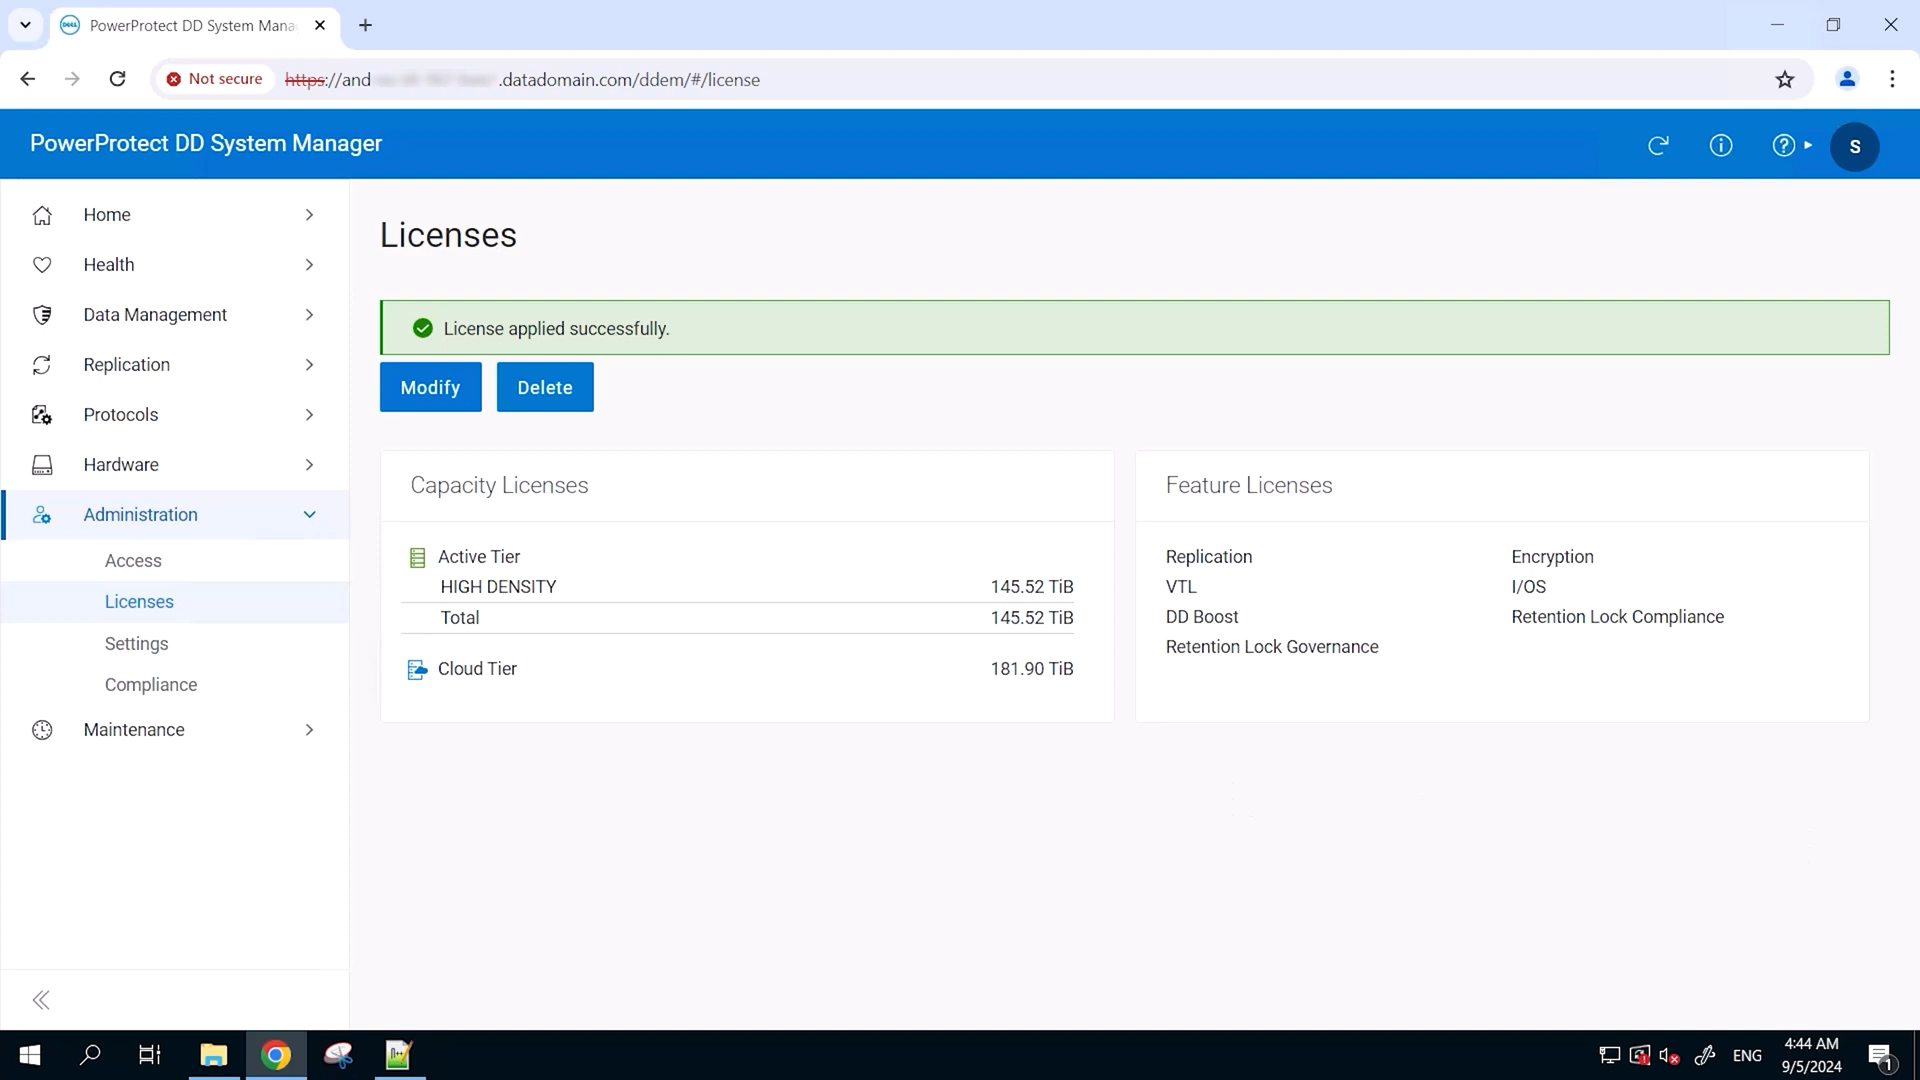 PowerProtect DD System Mana
Not secure
https://and
.datadomain.com/ddem/#/license
PowerProtect DD System Manager
S
Home
Health
Data Management
Replication
Protocols
Hardware
Administration
Access
Licenses
Settings
Compliance
Maintenance
Licenses
License applied successfully.
Modify
Delete
Capacity Licenses
Active Tier
HIGH DENSITY 145.52 TiB
Total 145.52 TiB
Cloud Tier 181.90 TiB
Feature Licenses
Replication
Encryption
VTL
I/OS
DD Boost
Retention Lock Compliance
Retention Lock Governance
ENG
4:44 AM
9/5/2024
1